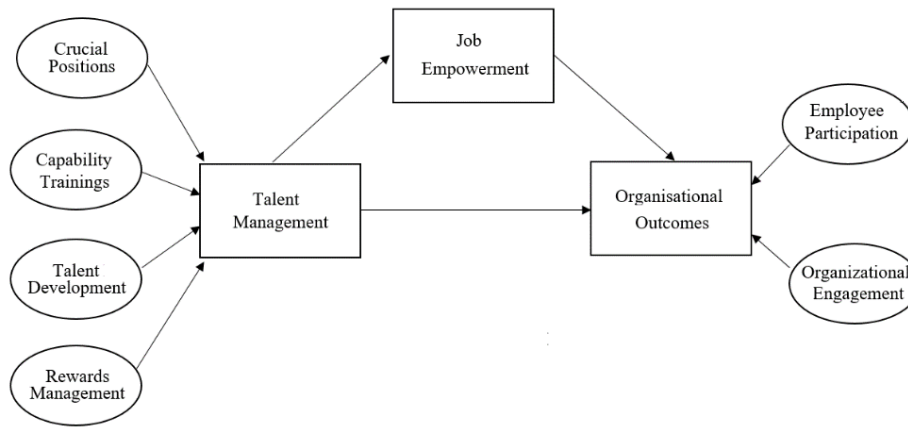 Crucial
Positions
Capability
Trainings
Talent
Development
Rewards
Management
Talent
Management
Job
Empowerment
Organisational
Outcomes
Employee
Participation
Organizational
Engagement